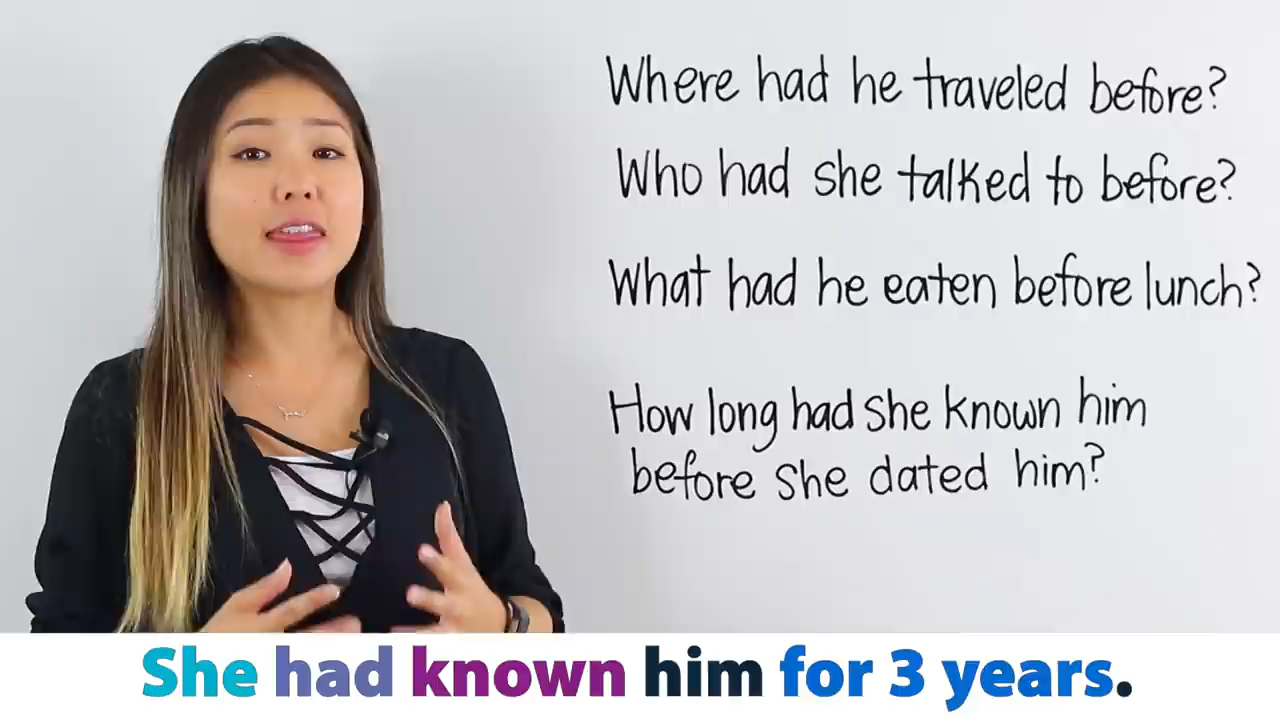 Where had he traveled before?
Who had she talked to before?
What had he eaten before lunch?
How long had she known him
before she dated him?
She had known him for 3 years.